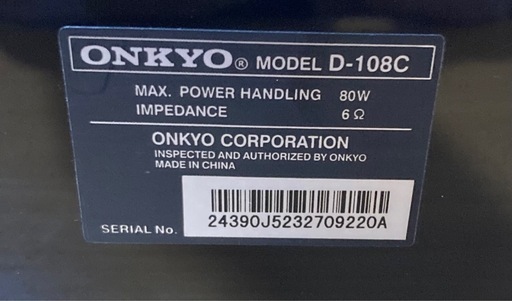 ONKYO® MODEL D-108C
MAX. POWER HANDLING 80W
IMPEDANCE 6 Ω
ONKYO CORPORATION
INSPECTED AND AUTHORIZED BY ONKYO
MADE IN CHINA
SERIAL No. 24390J5232709220A